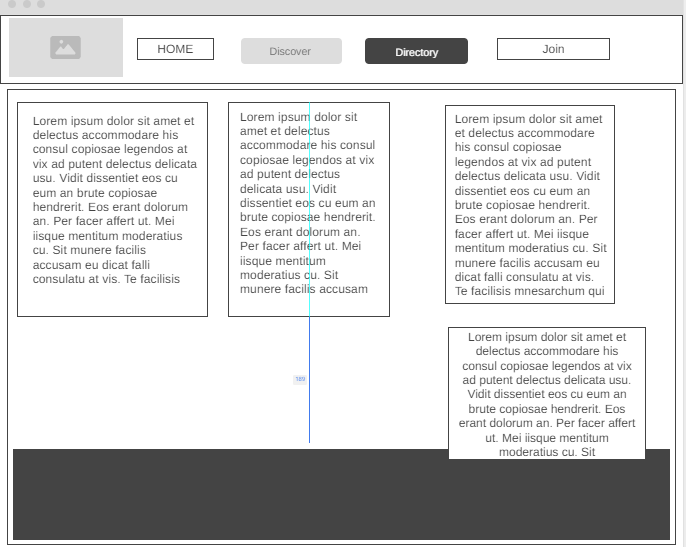 HOME
Discover
Directory
Join
Lorem ipsum dolor sit amet et
delectus accommodare his
consul copiosae legendos at
vix ad putent delectus delicata
usu. Vidit dissentiet eos cu
eum an brute copiosae
hendrerit. Eos erant dolorum
an. Per facer affert ut. Mei
iisque mentitum moderatius
cu. Sit munere facilis
accusam eu dicat falli
consulatu at vis. Te facilisis
Lorem ipsum dolor sit
amet et delectus
accommodare his consul
copiosae legendos at vix
ad putent delectus
delicata usu. Vidit
dissentiet eos cu eum an
brute copiosae hendrerit.
Eos erant dolorum an.
Per facer affert ut. Mei
iisque mentitum
moderatius cu. Sit
munere facilis accusam
Lorem ipsum dolor sit amet
et delectus accommodare
his consul copiosae
legendos at vix ad putent
delectus delicata usu. Vidit
dissentiet eos cu eum an
brute copiosae hendrerit.
Eos erant dolorum an. Per
facer affert ut. Mei iisque
mentitum moderatius cu. Sit
munere facilis accusam eu
dicat falli consulatu at vis.
Te facilisis mnesarchum qui
189
Lorem ipsum dolor sit amet et
delectus accommodare his
consul copiosae legendos at vix
ad putent delectus delicata usu.
Vidit dissentiet eos cu eum an
brute copiosae hendrerit. Eos
erant dolorum an. Per facer affert
ut. Mei iisque mentitum
moderatius cu. Sit